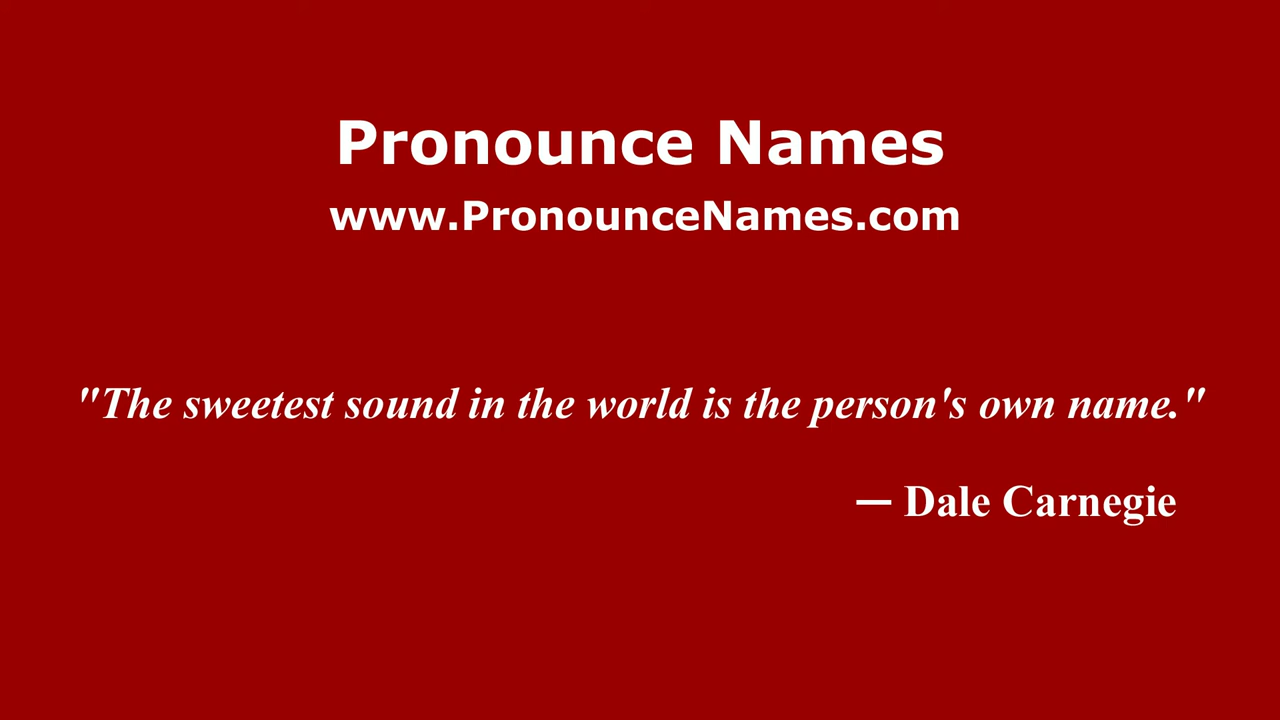 Pronounce Names
www.PronounceNames.com
"The sweetest sound in the world is the person's own name."
— Dale Carnegie